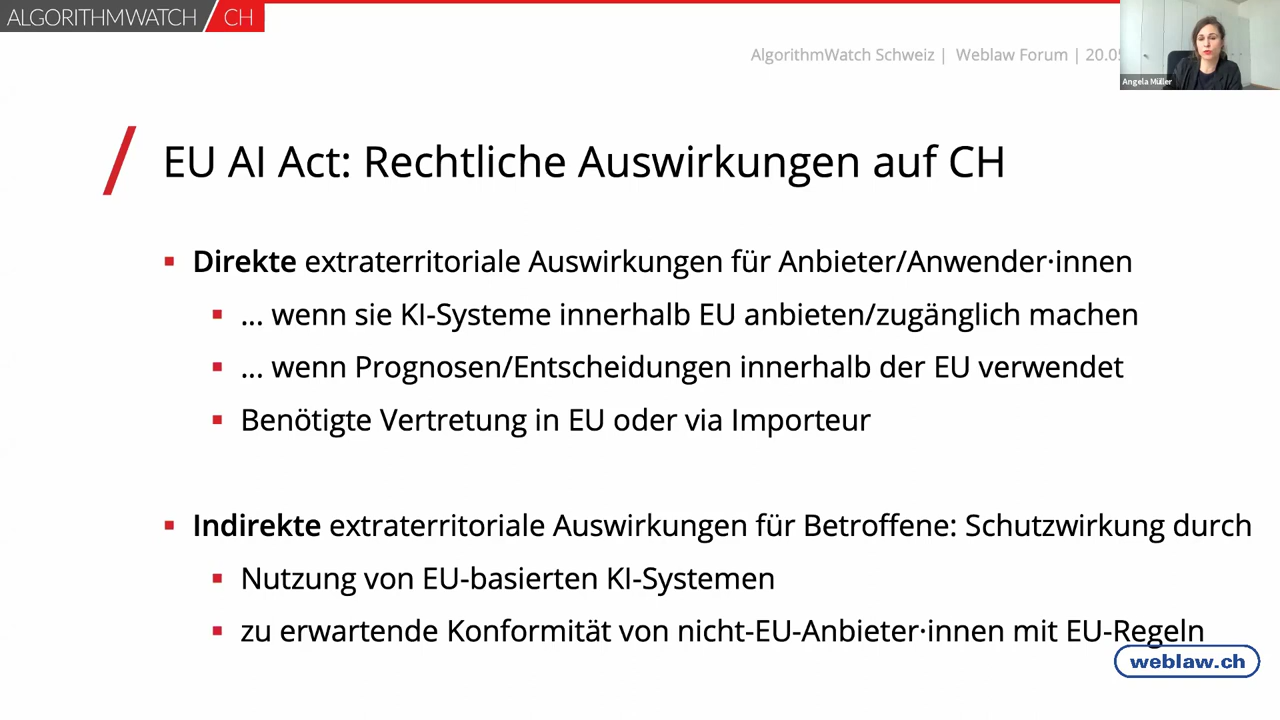 ALGORITHMWATCH CH
AlgorithmWatch Schweiz | Weblaw Forum | 20.05
Angela Müller
EU AI Act: Rechtliche Auswirkungen auf CH
Direkte extraterritoriale Auswirkungen für Anbieter/Anwender·innen
... wenn sie KI-Systeme innerhalb EU anbieten/zugänglich machen
... wenn Prognosen/Entscheidungen innerhalb der EU verwendet
Benötigte Vertretung in EU oder via Importeur
Indirekte extraterritoriale Auswirkungen für Betroffene: Schutzwirkung durch
Nutzung von EU-basierten KI-Systemen
zu erwartende Konformität von nicht-EU-Anbieter·innen mit EU-Regeln
weblaw.ch